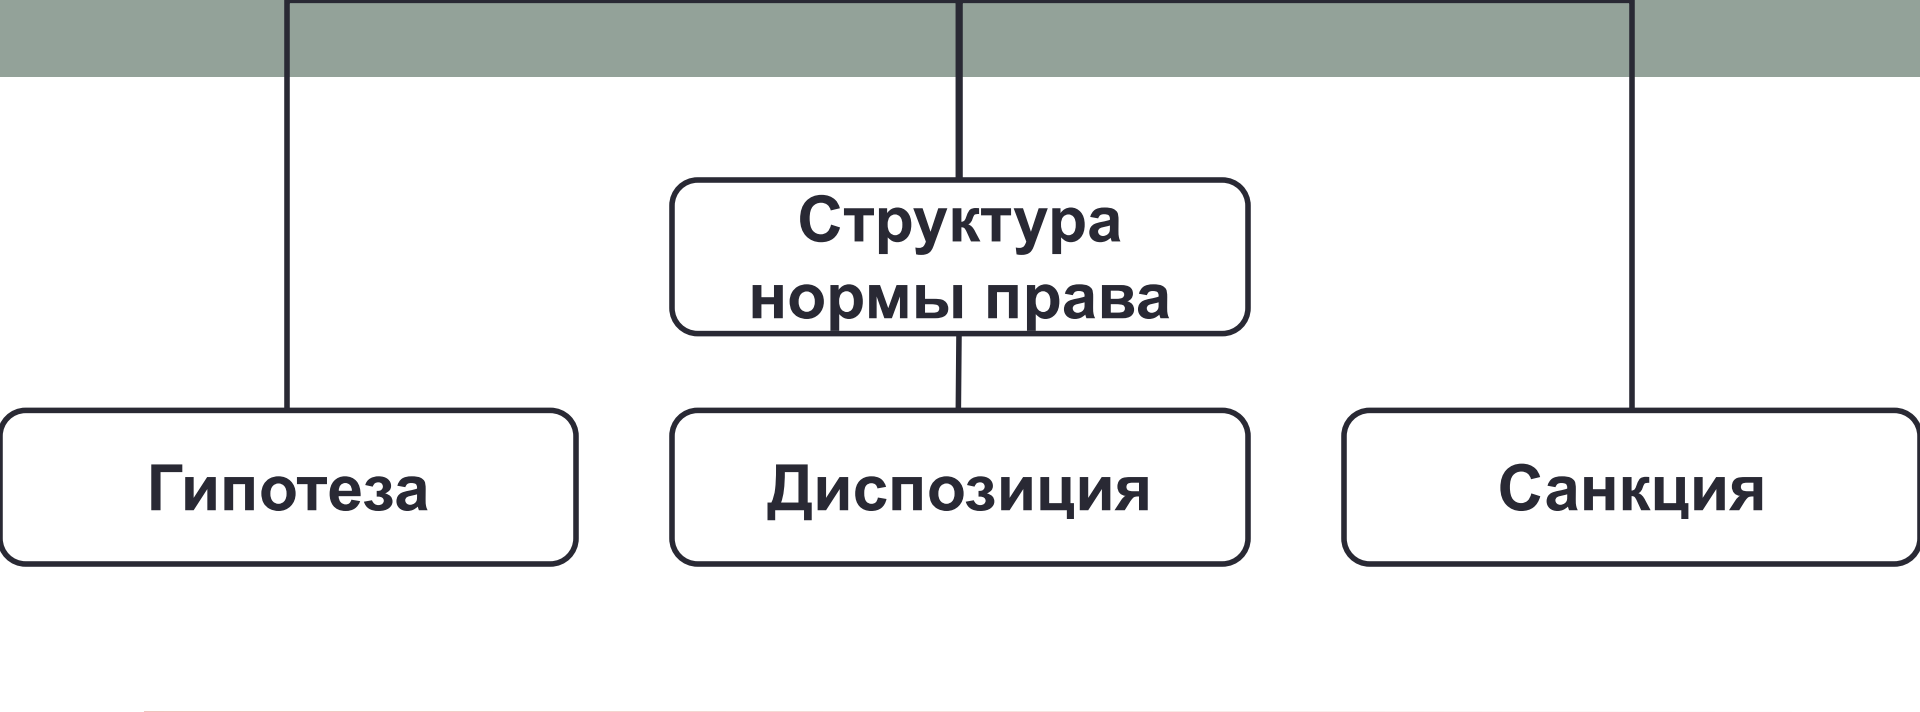 Структура
нормы права
Гипотеза
Диспозиция
Санкция